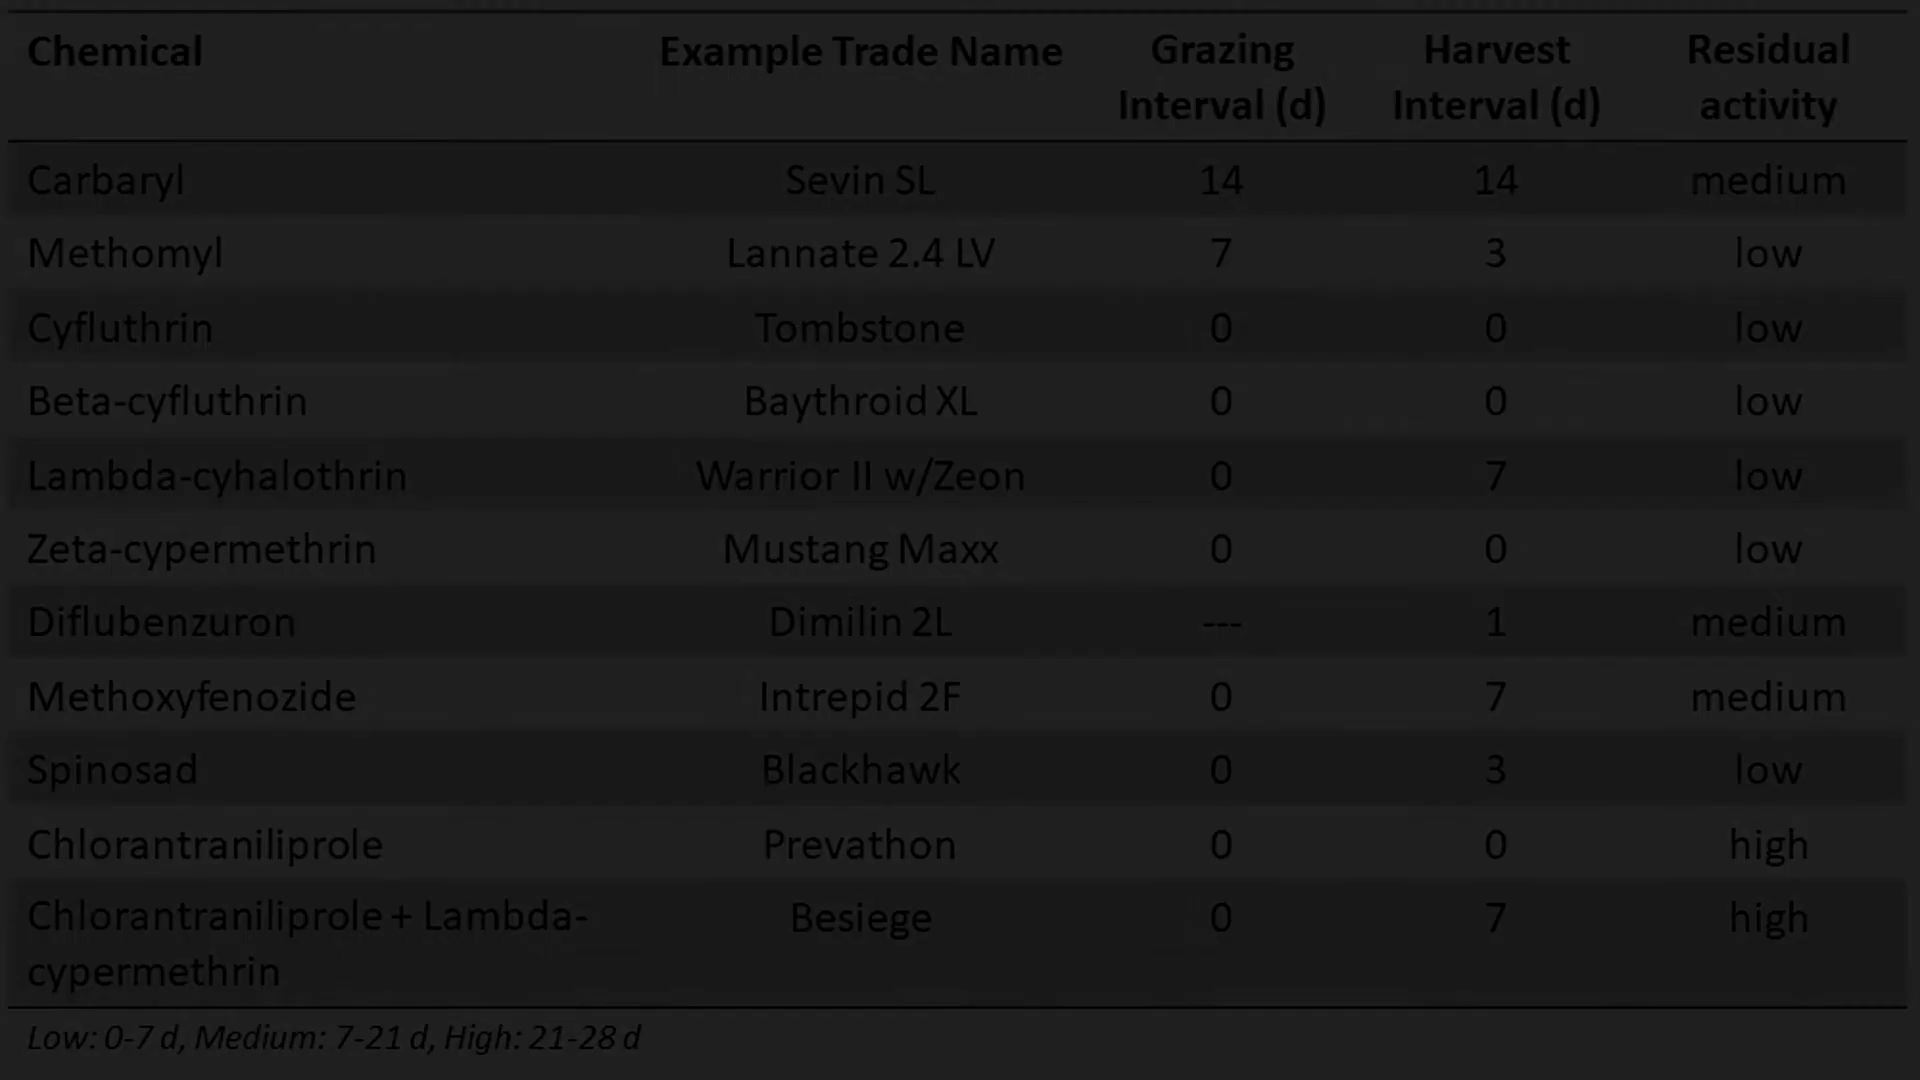 Chemical Example Trade Name Grazing Interval (d) Harvest Interval (d) Residual activity
Carbaryl Sevin SL 14 14 medium
Methomyl Lannate 2.4 LV 7 3 low
Cyfluthrin Tombstone 0 0 low
Beta-cyfluthrin Baythroid XL 0 0 low
Lambda-cyhalothrin Warrior II w/Zeon 0 7 low
Zeta-cypermethrin Mustang Maxx 0 0 low
Diflubenzuron Dimilin 2L --- 1 medium
Methoxyfenozide Intrepid 2F 0 7 medium
Spinosad Blackhawk 0 3 low
Chlorantraniliprole Prevathon 0 0 high
Chlorantraniliprole + Lambda- Besiege 0 7 high
cypermethrin
Low: 0-7 d, Medium: 7-21 d, High: 21-28 d